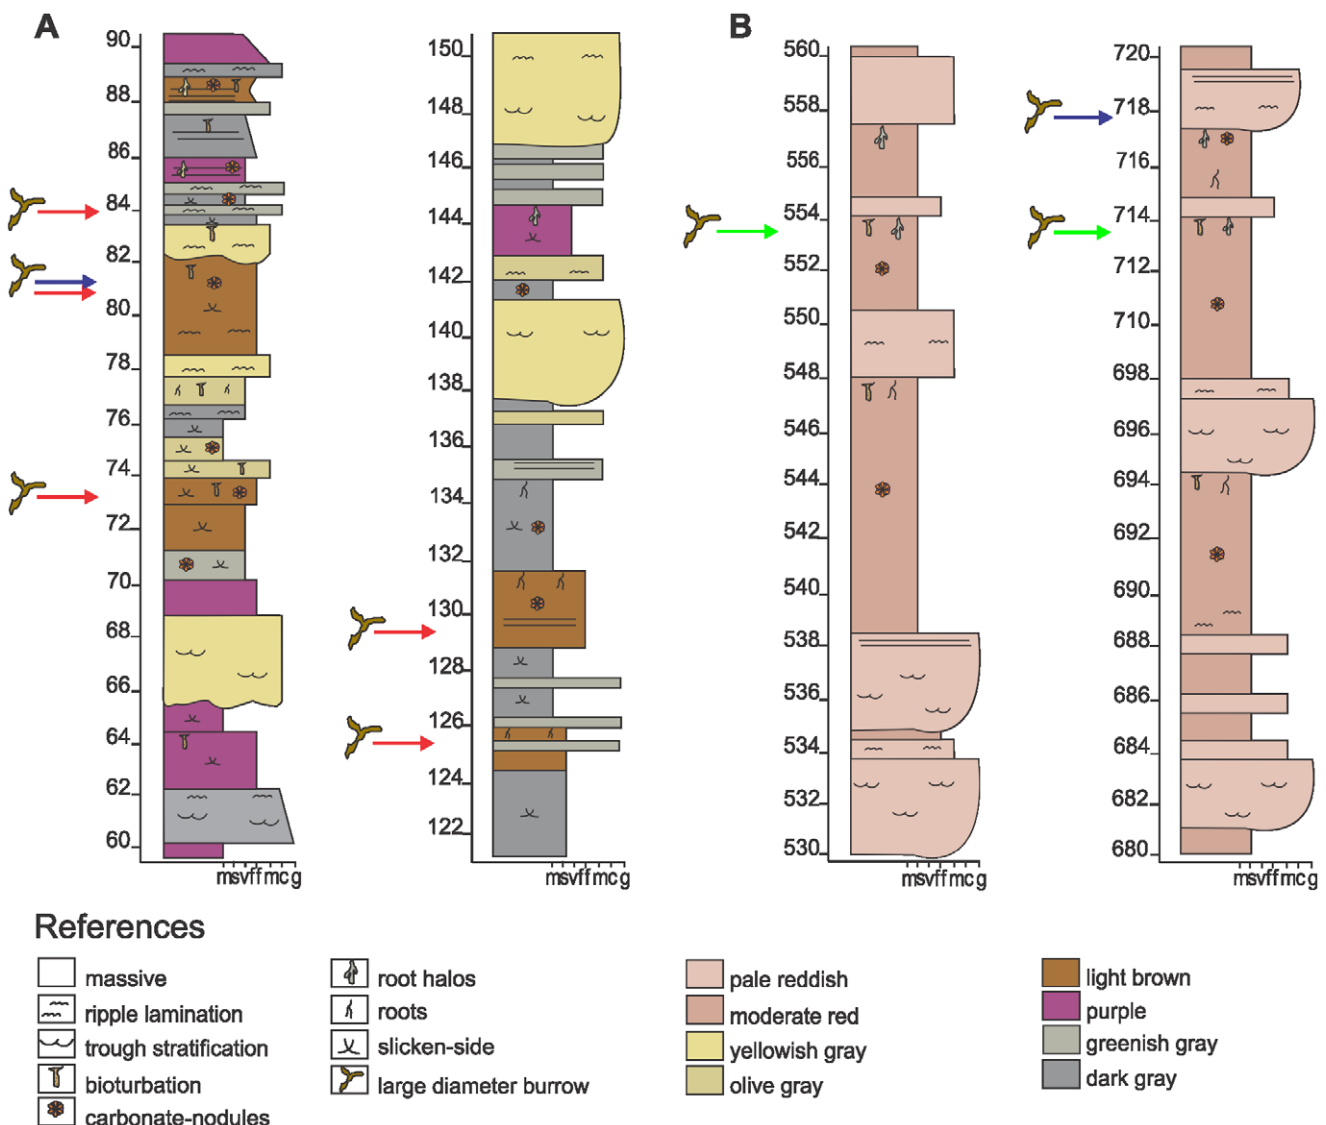 A
90
88
86
84
82
80
78
76
74
72
70
68
66
64
62
60
msvffmcg
150
148
146
144
142
140
138
136
134
132
130
128
126
124
122
msvffmcg
B
560
558
556
554
552
550
548
546
544
542
540
538
536
534
532
530
msvffmcg
720
718
716
714
712
710
698
696
694
692
690
688
686
684
682
680
msvffmcg
References
massive
ripple lamination
trough stratification
bioturbation
carbonate-nodules
root halos
roots
slicken-side
large diameter burrow
pale reddish
moderate red
yellowish gray
olive gray
light brown
purple
greenish gray
dark gray